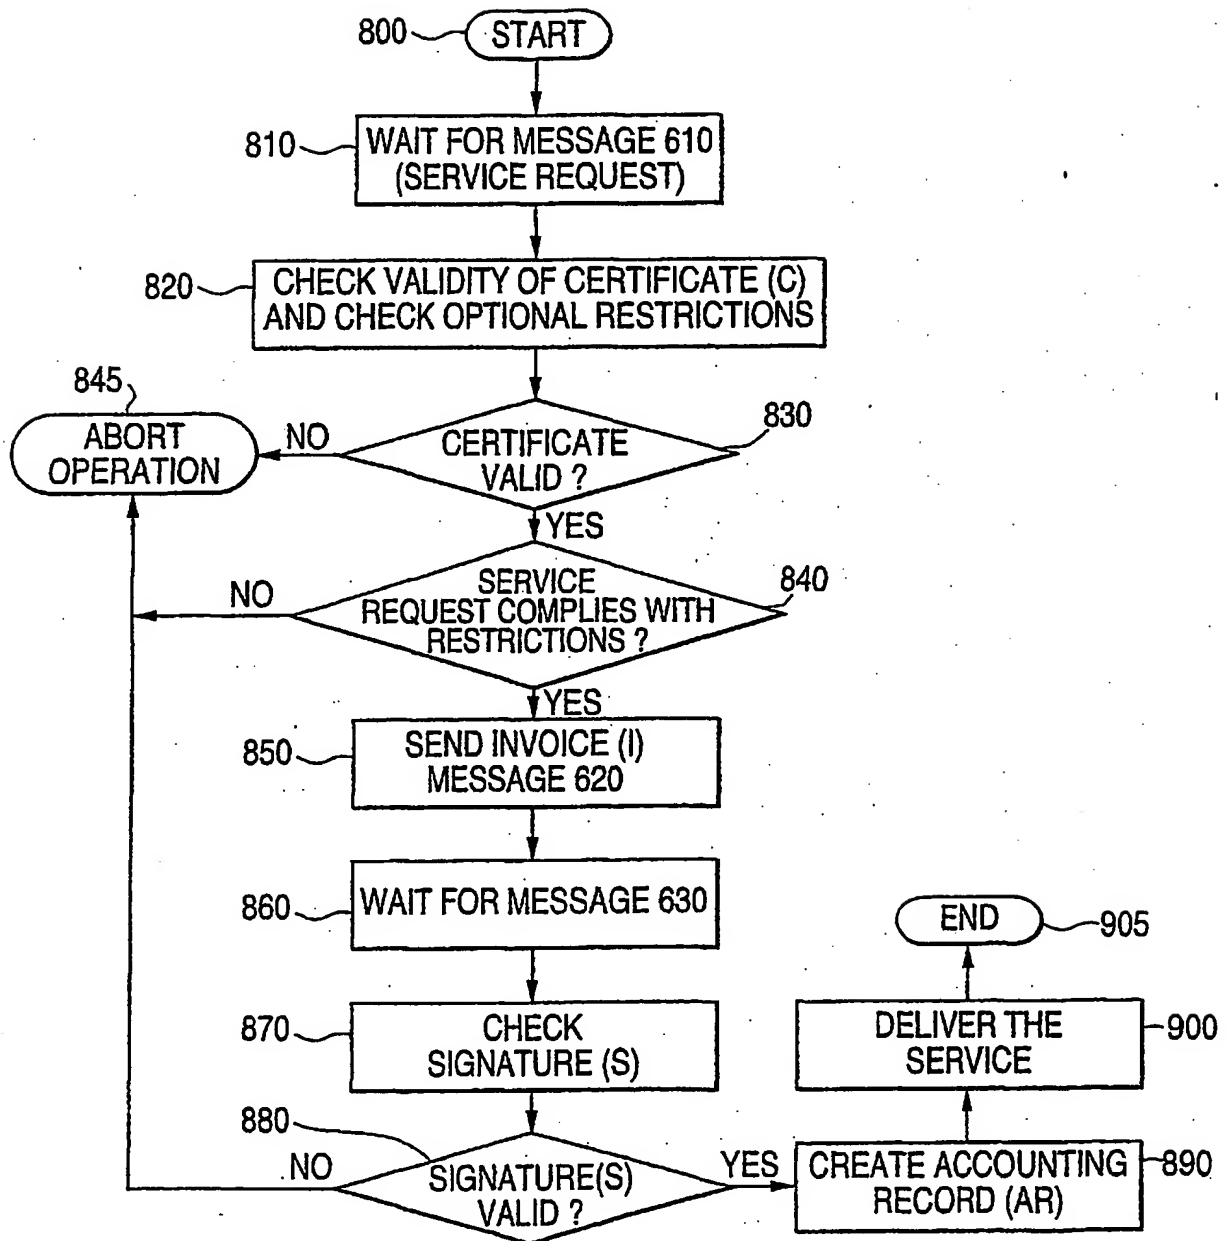 800
START
810
WAIT FOR MESSAGE 610
(SERVICE REQUEST)
820
CHECK VALIDITY OF CERTIFICATE (C)
AND CHECK OPTIONAL RESTRICTIONS
845
ABORT
OPERATION
NO
CERTIFICATE
VALID ?
830
YES
NO
SERVICE
REQUEST COMPLIES WITH
RESTRICTIONS ?
840
YES
850
SEND INVOICE (I)
MESSAGE 620
860
WAIT FOR MESSAGE 630
870
CHECK
SIGNATURE (S)
880
NO
SIGNATURE(S)
VALID ?
YES
CREATE ACCOUNTING
RECORD (AR)
890
DELIVER THE
SERVICE
900
END
905